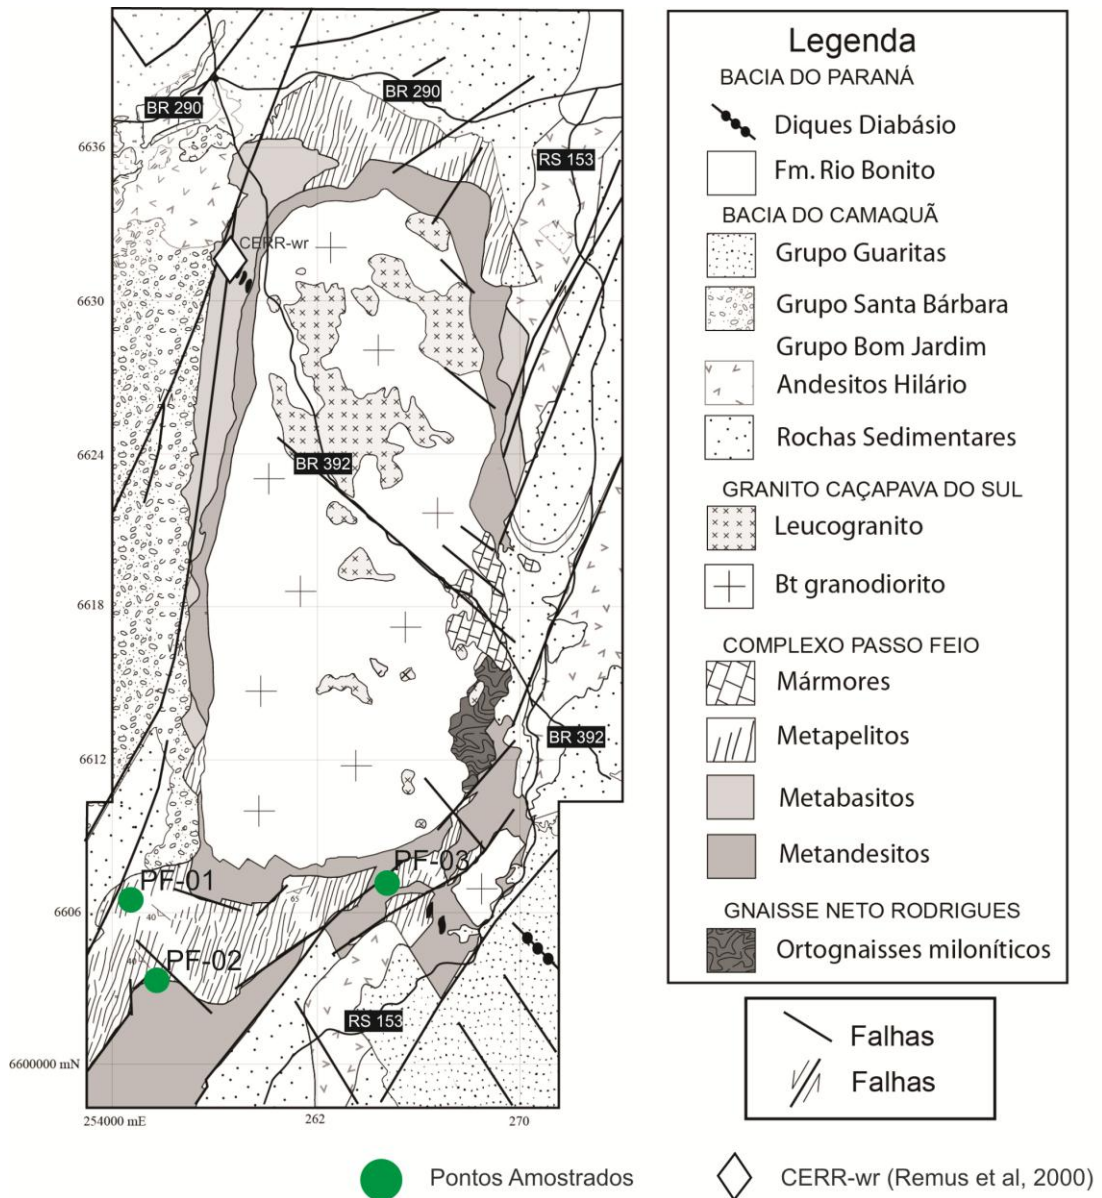 BR 290
BR 290
RS 153
6636
CERR-wr
6630
6624
BR 392
6618
BR 392
6612
PF-01
PF-03
65
40
6606
40
PF-02
RS 153
6600000 mN
254000 mE
262
270
Legenda
BACIA DO PARANÁ
Diques Diabásio
Fm. Rio Bonito
BACIA DO CAMAQUÃ
Grupo Guaritas
Grupo Santa Bárbara
Grupo Bom Jardim
Andesitos Hilário
Rochas Sedimentares
GRANITO CAÇAPAVA DO SUL
Leucogranito
Bt granodiorito
COMPLEXO PASSO FEIO
Mármores
Metapelitos
Metabasitos
Metandesitos
GNAISSE NETO RODRIGUES
Ortognaisses miloníticos
Falhas
Falhas
Pontos Amostrados
CERR-wr (Remus et al, 2000)